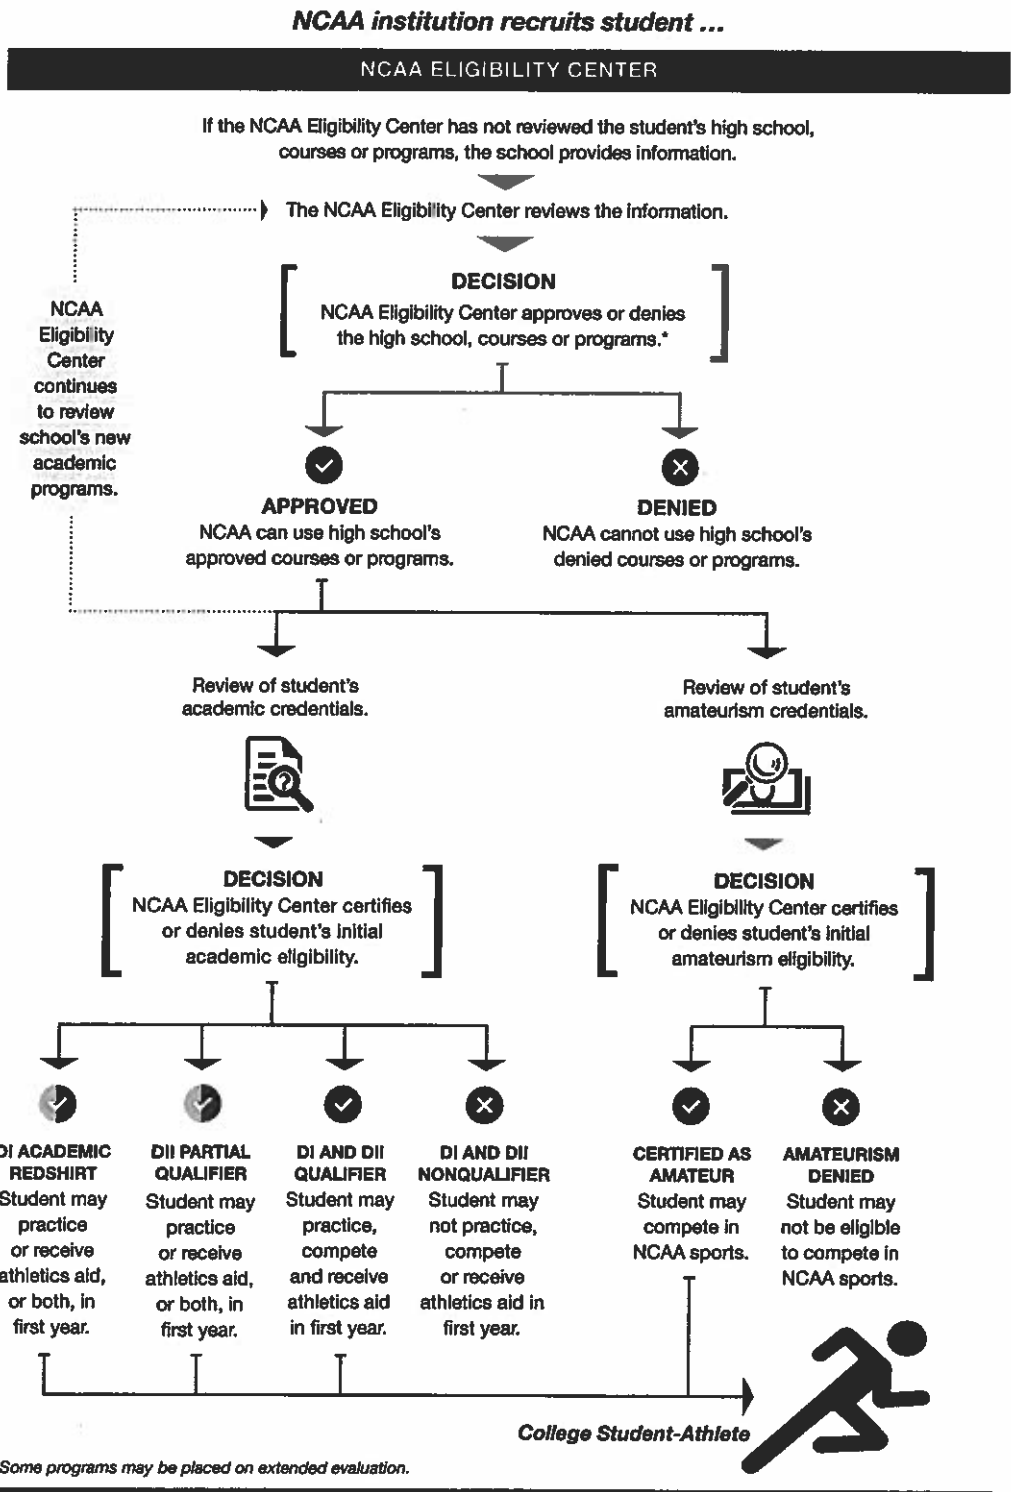 NCAA institution recruits student ...
NCAA ELIGIBILITY CENTER
If the NCAA Eligibility Center has not reviewed the student's high school,
courses or programs, the school provides information.
The NCAA Eligibility Center reviews the information.
DECISION
NCAA Eligibility Center approves or denies
the high school, courses or programs.*
NCAA
Eligibility
Center
continues
to review
school's new
academic
programs.
APPROVED
NCAA can use high school's
approved courses or programs.
DENIED
NCAA cannot use high school's
denied courses or programs.
Review of student's
academic credentials.
Review of student's
amateurism credentials.
DECISION
NCAA Eligibility Center certifies
or denies student's initial
academic eligibility.
DECISION
NCAA Eligibility Center certifies
or denies student's initial
amateurism eligibility.
DI ACADEMIC
REDSHIRT
Student may
practice
or receive
athletics aid,
or both, in
first year.
DII PARTIAL
QUALIFIER
Student may
practice
or receive
athletics aid,
or both, in
first year.
DI AND DII
QUALIFIER
Student may
practice,
compete
and receive
athletics aid
in first year.
DI AND DII
NONQUALIFIER
Student may
not practice,
compete
or receive
athletics aid in
first year.
CERTIFIED AS
AMATEUR
Student may
compete in
NCAA sports.
AMATEURISM
DENIED
Student may
not be eligible
to compete in
NCAA sports.
College Student-Athlete
Some programs may be placed on extended evaluation.